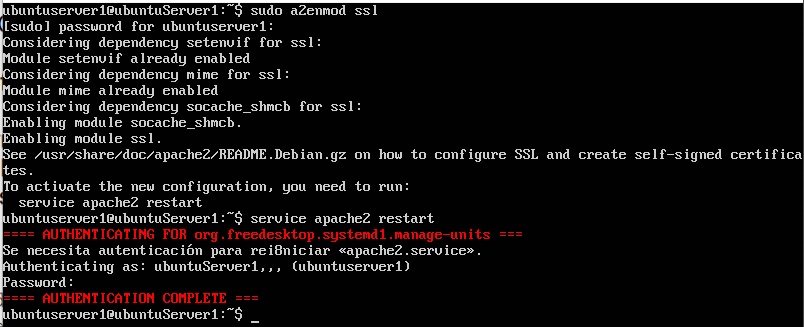 ubuntuserver1@ubuntuServer1:~$ sudo a2enmod ssl
[sudo] password for ubuntuserver1:
Considering dependency setenvif for ssl:
Module setenvif already enabled
Considering dependency mime for ssl:
Module mime already enabled
Considering dependency socache_shmcb for ssl:
Enabling module socache_shmcb.
Enabling module ssl.
See /usr/share/doc/apache2/README.Debian.gz on how to configure SSL and create self-signed certifica
tes.
To activate the new configuration, you need to run:
  service apache2 restart
ubuntuserver1@ubuntuServer1:~$ service apache2 restart
==== AUTHENTICATING FOR org.freedesktop.systemd1.manage-units ===
Se necesita autenticación para rei8niciar «apache2.service».
Authenticating as: ubuntuServer1,,, (ubuntuserver1)
Password:
==== AUTHENTICATION COMPLETE ===
ubuntuserver1@ubuntuServer1:~$ _